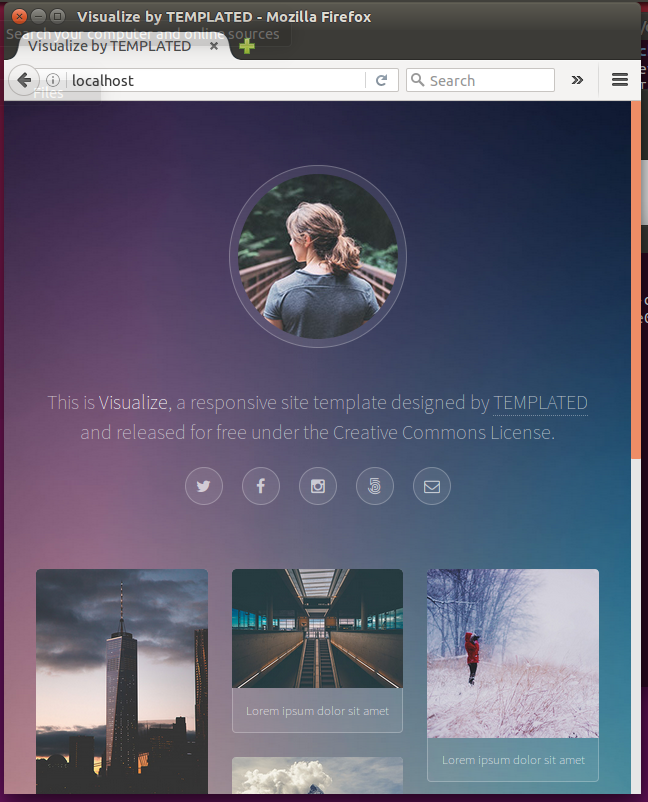 Visualize by TEMPLATED - Mozilla Firefox
Search your computer and online sources
Visualize by TEMPLATED
localhost
Search
Files
This is Visualize, a responsive site template designed by TEMPLATED
and released for free under the Creative Commons License.
Lorem ipsum dolor sit amet
Lorem ipsum dolor sit amet